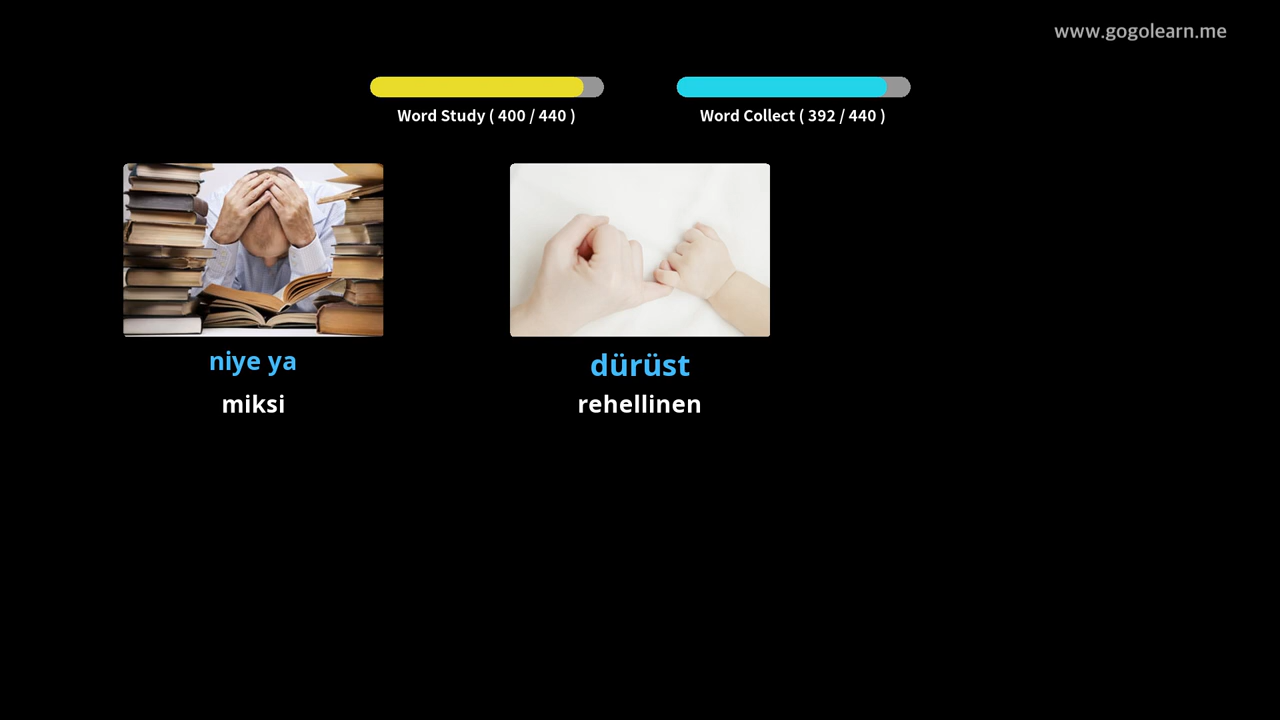 www.gogolearn.me
Word Study ( 400 / 440 )
Word Collect ( 392 / 440 )
niye ya
miksi
dürüst
rehellinen